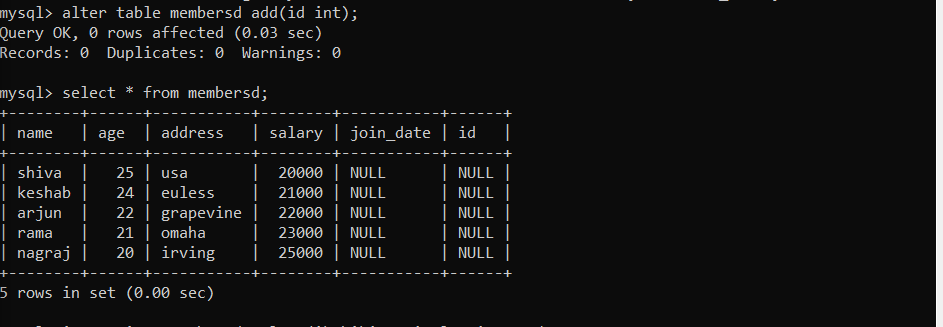 mysql> alter table membersd add(id int);
Query OK, 0 rows affected (0.03 sec)
Records: 0  Duplicates: 0  Warnings: 0
mysql> select * from membersd;
+--------+------+-----------+--------+-----------+------+
| name   | age  | address   | salary | join_date | id   |
+--------+------+-----------+--------+-----------+------+
| shiva  |   25 | usa       |  20000 | NULL      | NULL |
| keshab |   24 | euless    |  21000 | NULL      | NULL |
| arjun  |   22 | grapevine |  22000 | NULL      | NULL |
| rama   |   21 | omaha     |  23000 | NULL      | NULL |
| nagraj |   20 | irving    |  25000 | NULL      | NULL |
+--------+------+-----------+--------+-----------+------+
5 rows in set (0.00 sec)